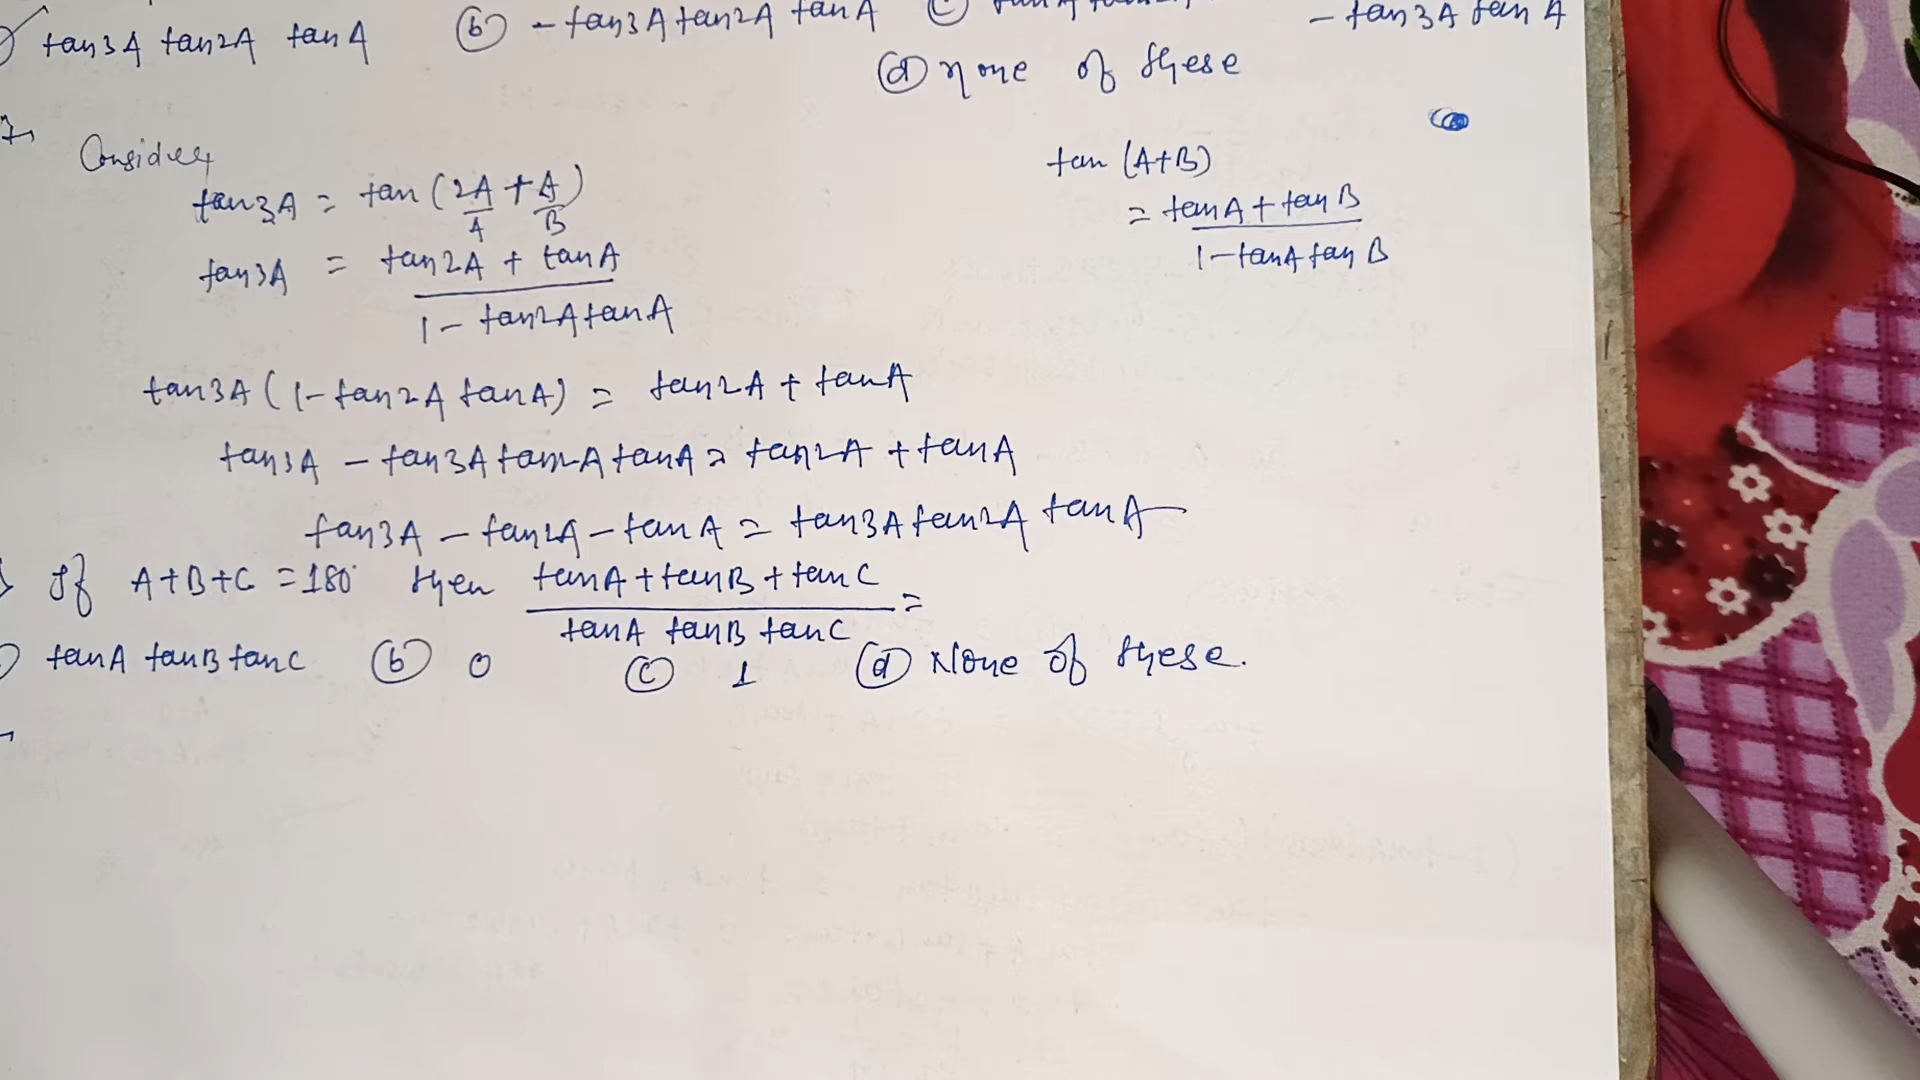 tan3A tan2A tanA (b) - tan3A tan2A tanA (c) - tan3A tanA
(d) none of these
Consider,
tan3A = tan (2A + A)
A B
tan3A = tan2A + tanA
1 - tan2A tanA
tan (A+B)
= tanA + tanB
1 - tanA tanB
tan3A (1 - tan2A tanA) = tan2A + tanA
tan3A - tan3A tan2A tanA = tan2A + tanA
tan3A - tan2A - tanA = tan3A tan2A tanA
If A+B+C = 180° then tanA + tanB + tanC =
tanA tanB tanC
tanA tanB tanC (b) 0 (c) 1 (d) None of these.